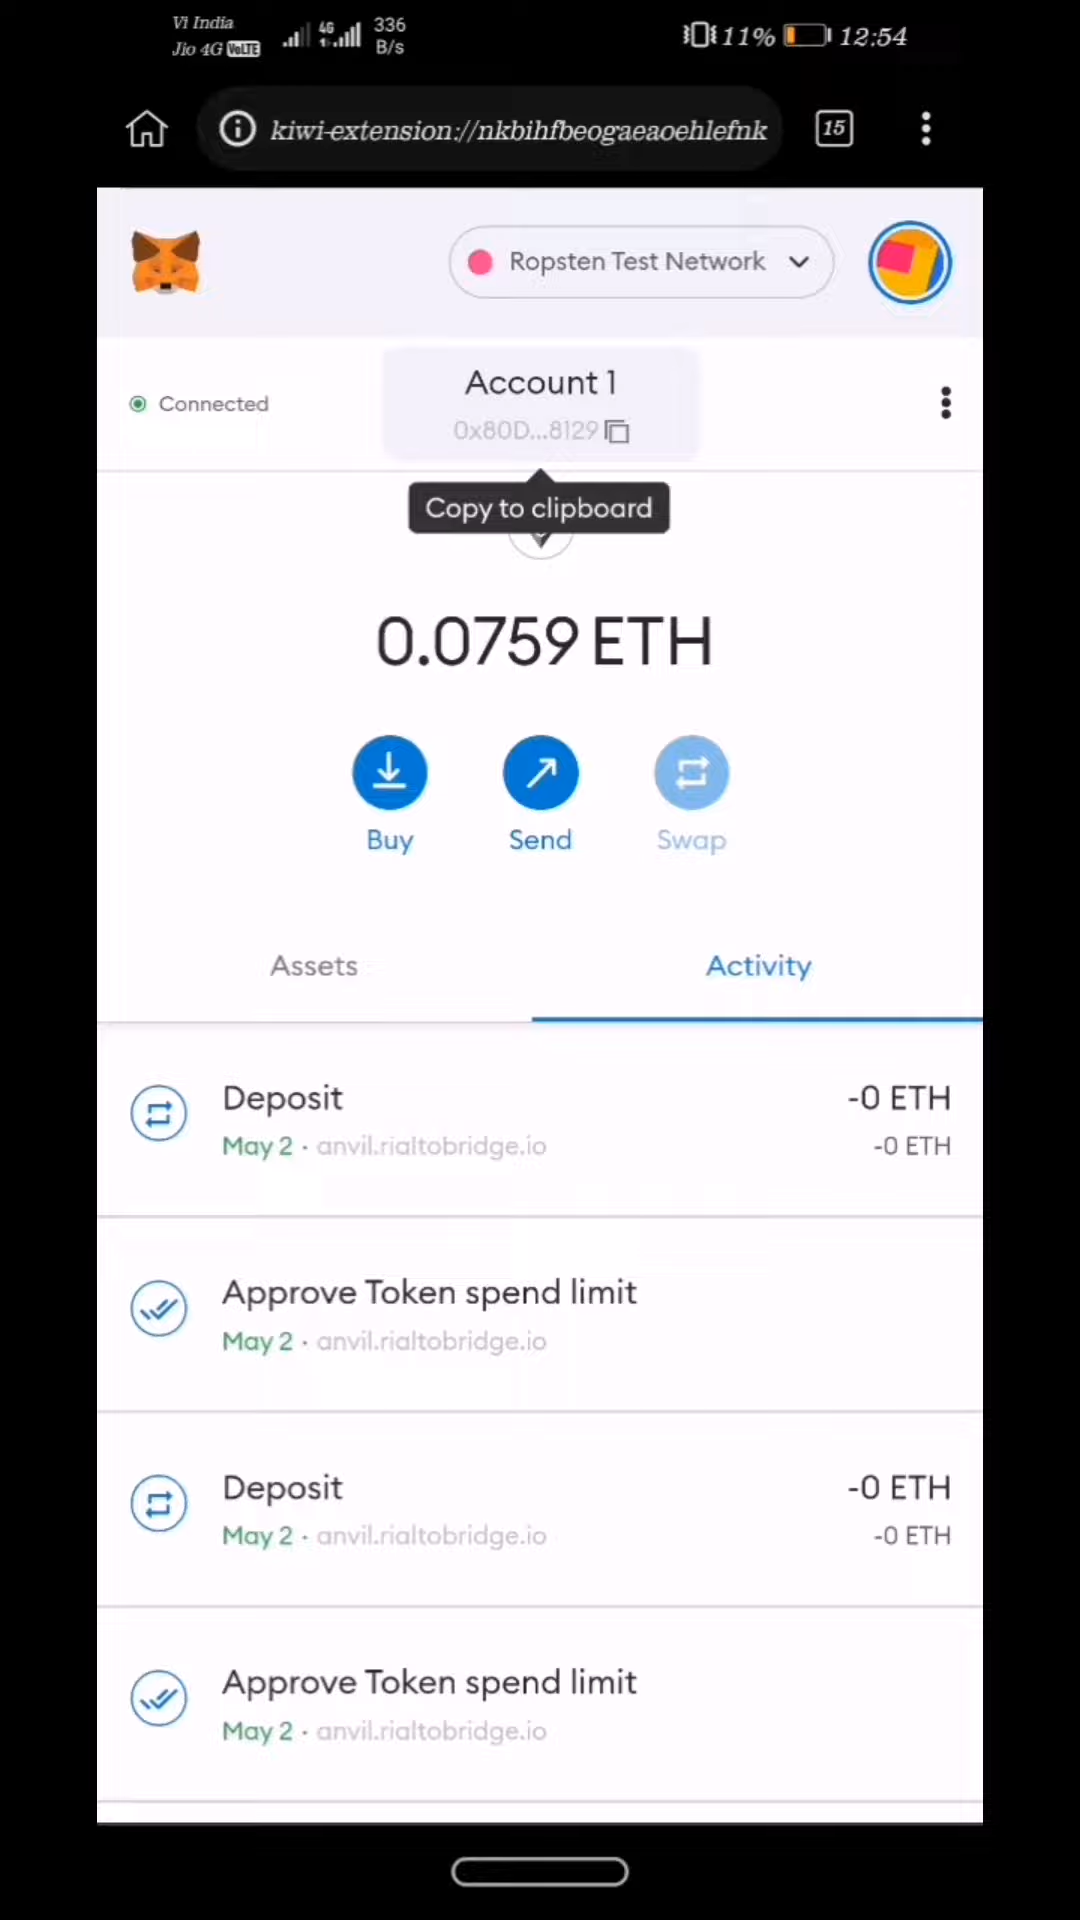 Vi India
Jio 4G VoLTE
4G
336
B/s
11%
12:54
kiwi-extension://nkbihfbeogaeaoehlefnk
15
Ropsten Test Network
Connected
Account 1
0x80D...8129
Copy to clipboard
0.0759 ETH
Buy
Send
Swap
Assets
Activity
Deposit
-0 ETH
May 2 · anvil.rialtobridge.io
-0 ETH
Approve Token spend limit
May 2 · anvil.rialtobridge.io
Deposit
-0 ETH
May 2 · anvil.rialtobridge.io
-0 ETH
Approve Token spend limit
May 2 · anvil.rialtobridge.io